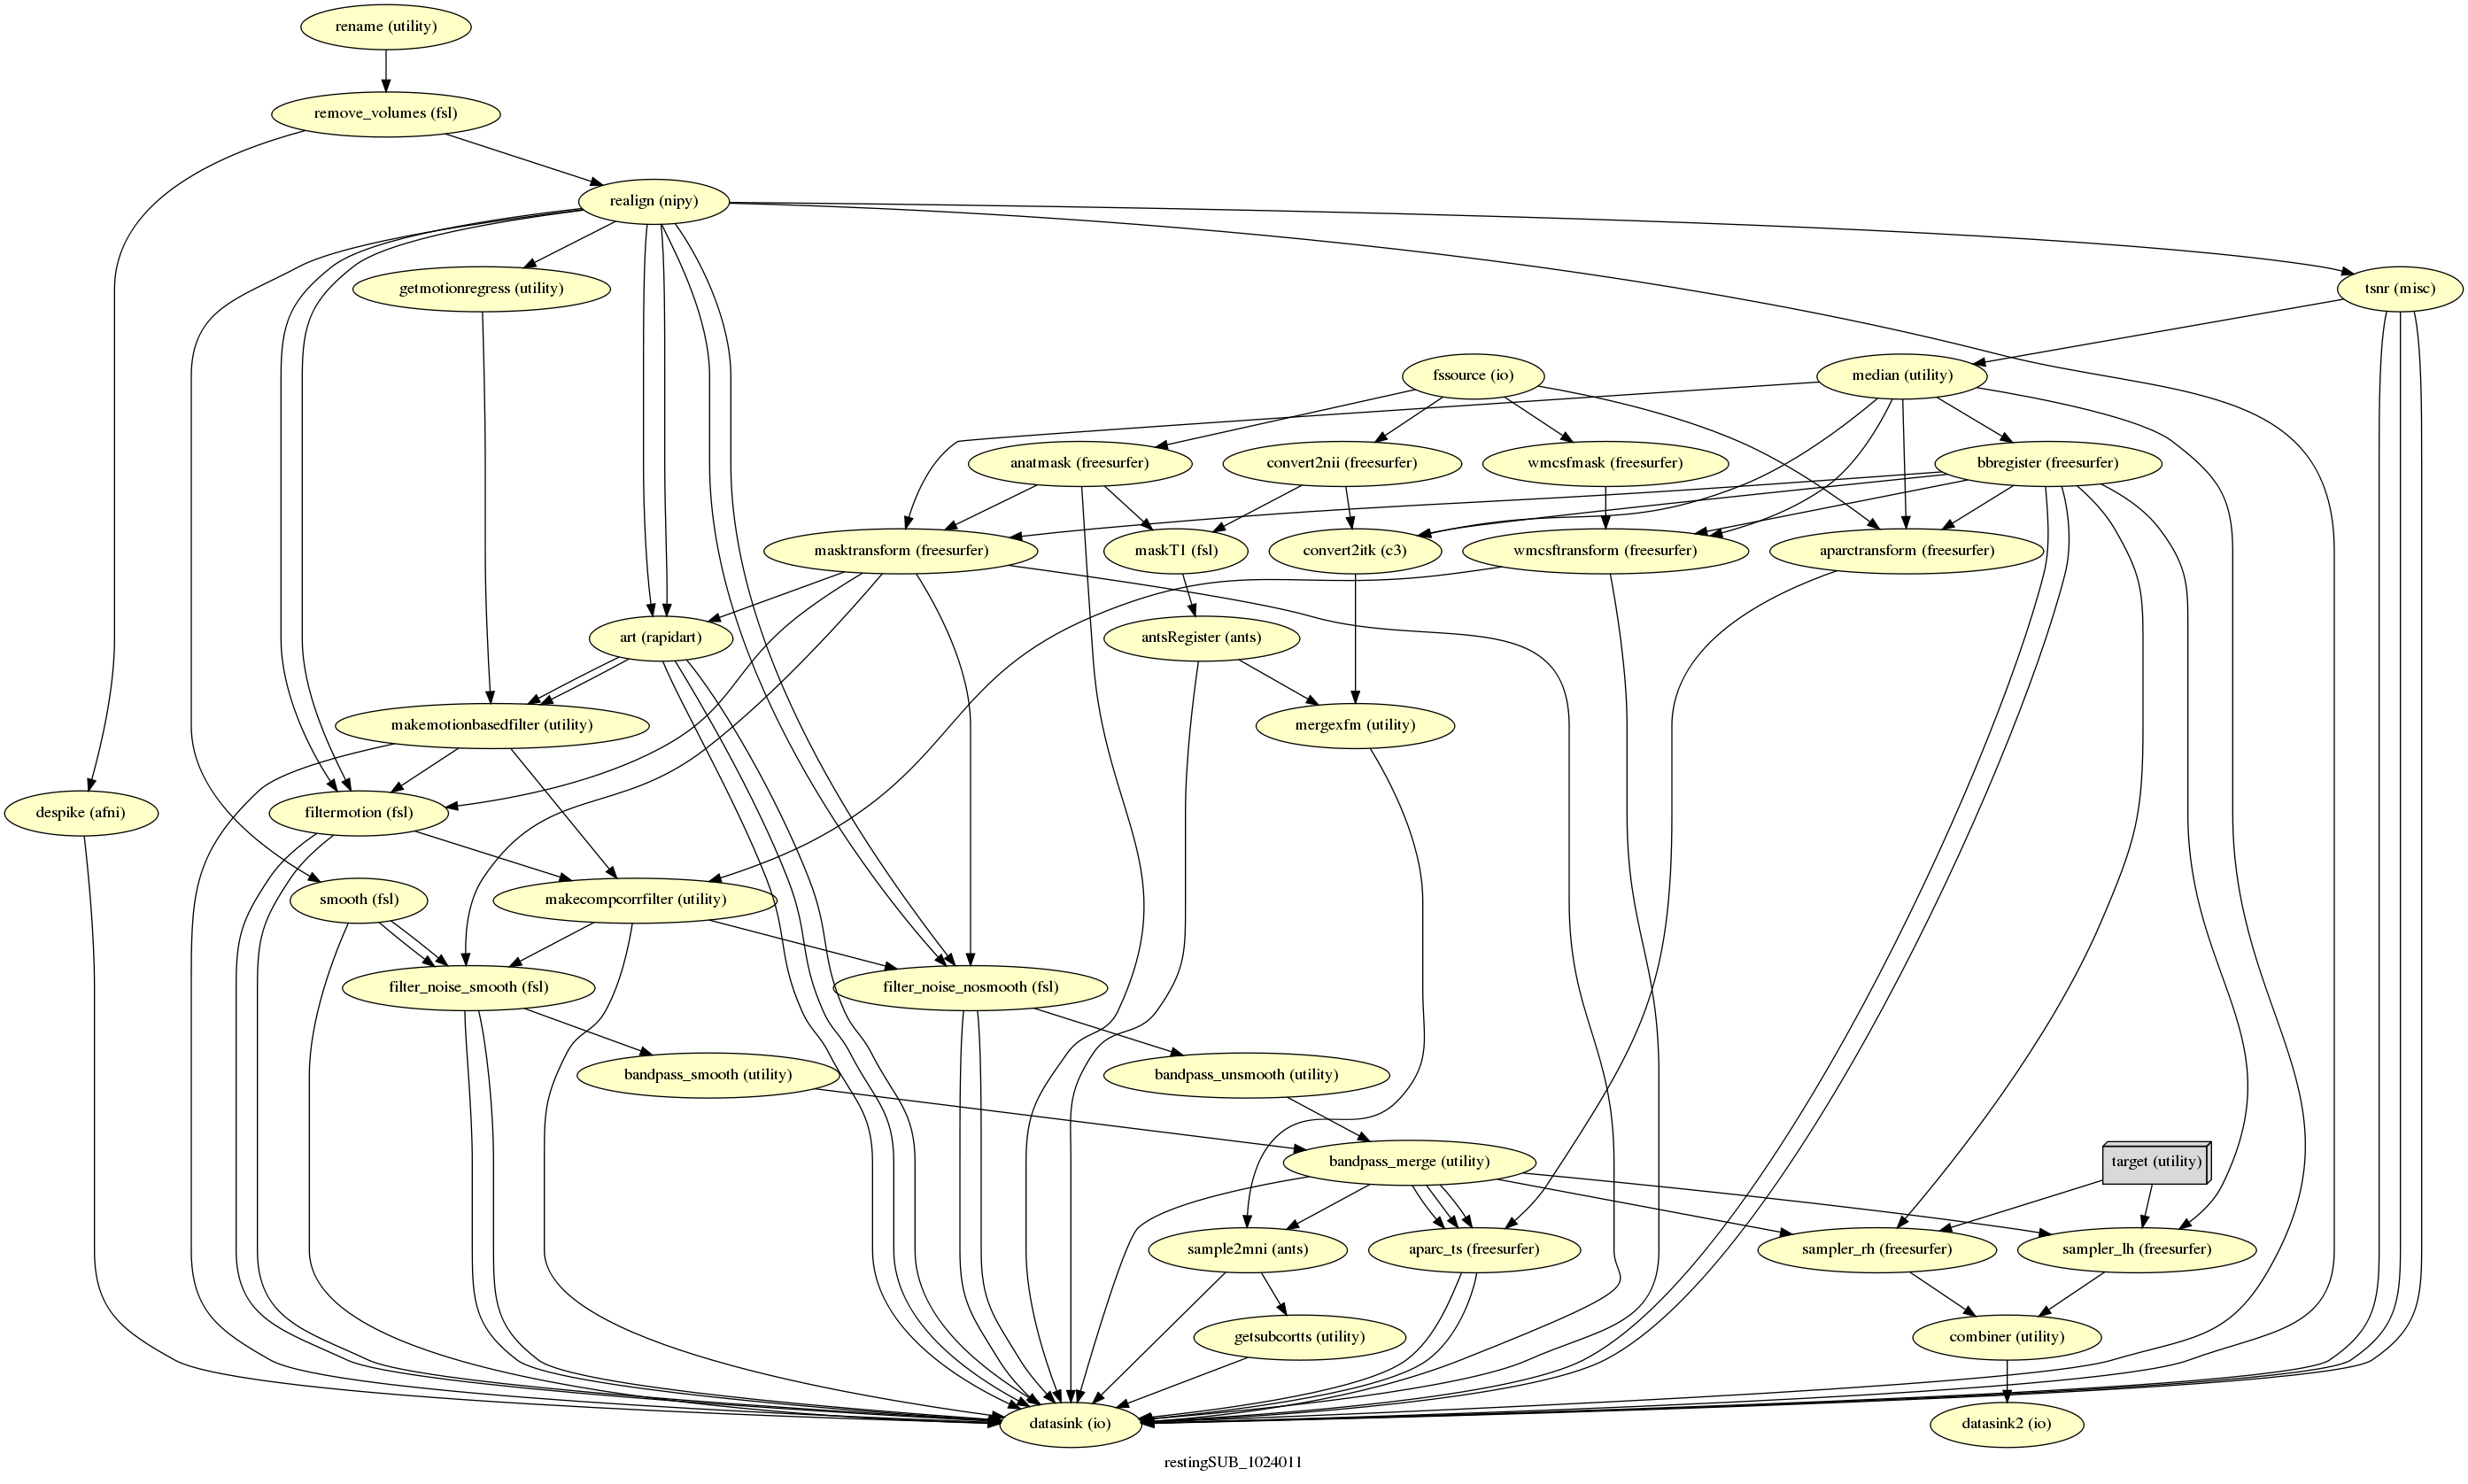 rename (utility)
remove_volumes (fsl)
realign (nipy)
getmotionregress (utility)
tsnr (misc)
fssource (io)
median (utility)
anatmask (freesurfer)
convert2nii (freesurfer)
wmcsfmask (freesurfer)
bbregister (freesurfer)
masktransform (freesurfer)
maskT1 (fsl)
convert2itk (c3)
wmcsftransform (freesurfer)
aparctransform (freesurfer)
art (rapidart)
antsRegister (ants)
makemotionbasedfilter (utility)
mergexfm (utility)
despike (afni)
filtermotion (fsl)
smooth (fsl)
makecompcorrfilter (utility)
filter_noise_smooth (fsl)
filter_noise_nosmooth (fsl)
bandpass_smooth (utility)
bandpass_unsmooth (utility)
bandpass_merge (utility)
target (utility)
sample2mni (ants)
aparc_ts (freesurfer)
sampler_rh (freesurfer)
sampler_lh (freesurfer)
getsubcortts (utility)
combiner (utility)
datasink (io)
datasink2 (io)
restingSUB_1024011